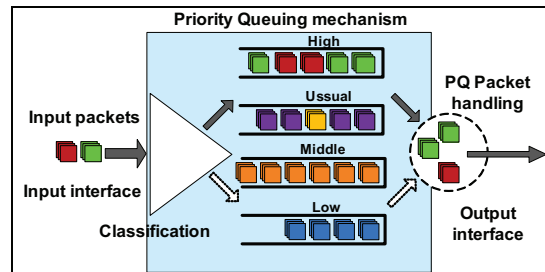 Priority Queuing mechanism
High
PQ Packet
handling
Input packets
Ussual
Middle
Input interface
Low
Classification
Output
interface